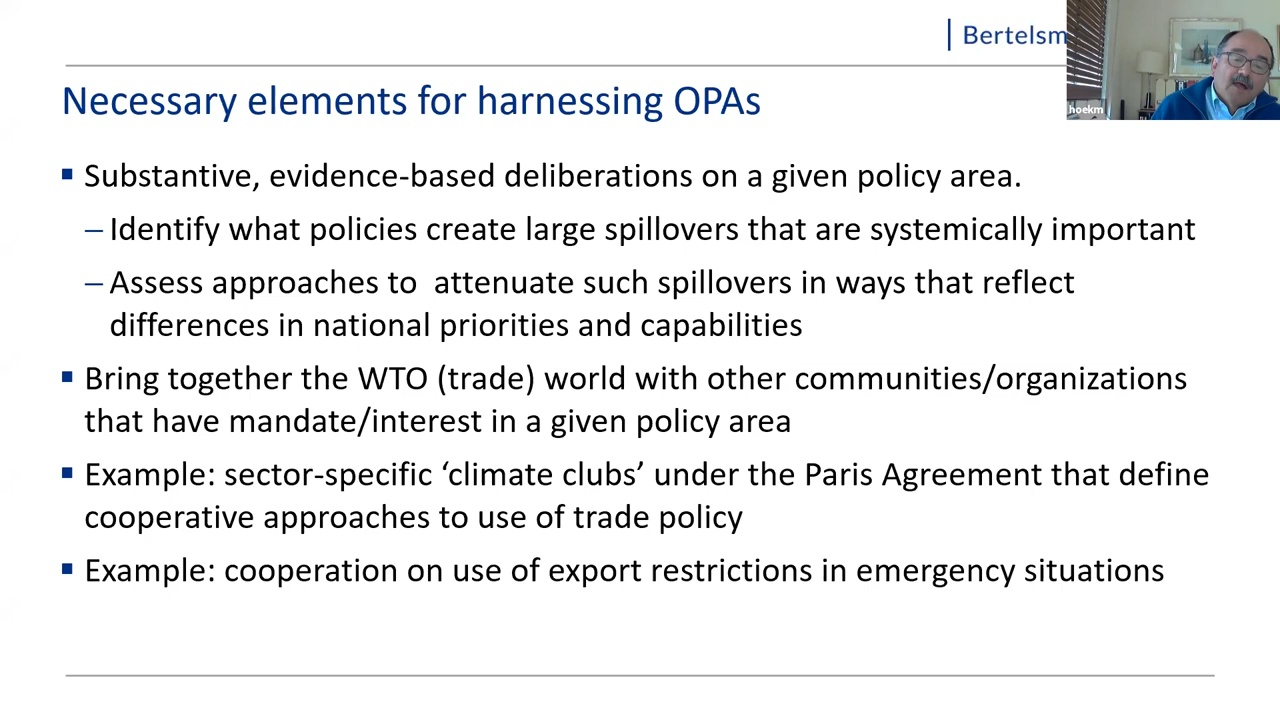 Bertelsm
hoekm
Necessary elements for harnessing OPAs
▪ Substantive, evidence-based deliberations on a given policy area.
– Identify what policies create large spillovers that are systemically important
– Assess approaches to  attenuate such spillovers in ways that reflect
differences in national priorities and capabilities
▪ Bring together the WTO (trade) world with other communities/organizations
that have mandate/interest in a given policy area
▪ Example: sector-specific ‘climate clubs’ under the Paris Agreement that define
cooperative approaches to use of trade policy
▪ Example: cooperation on use of export restrictions in emergency situations